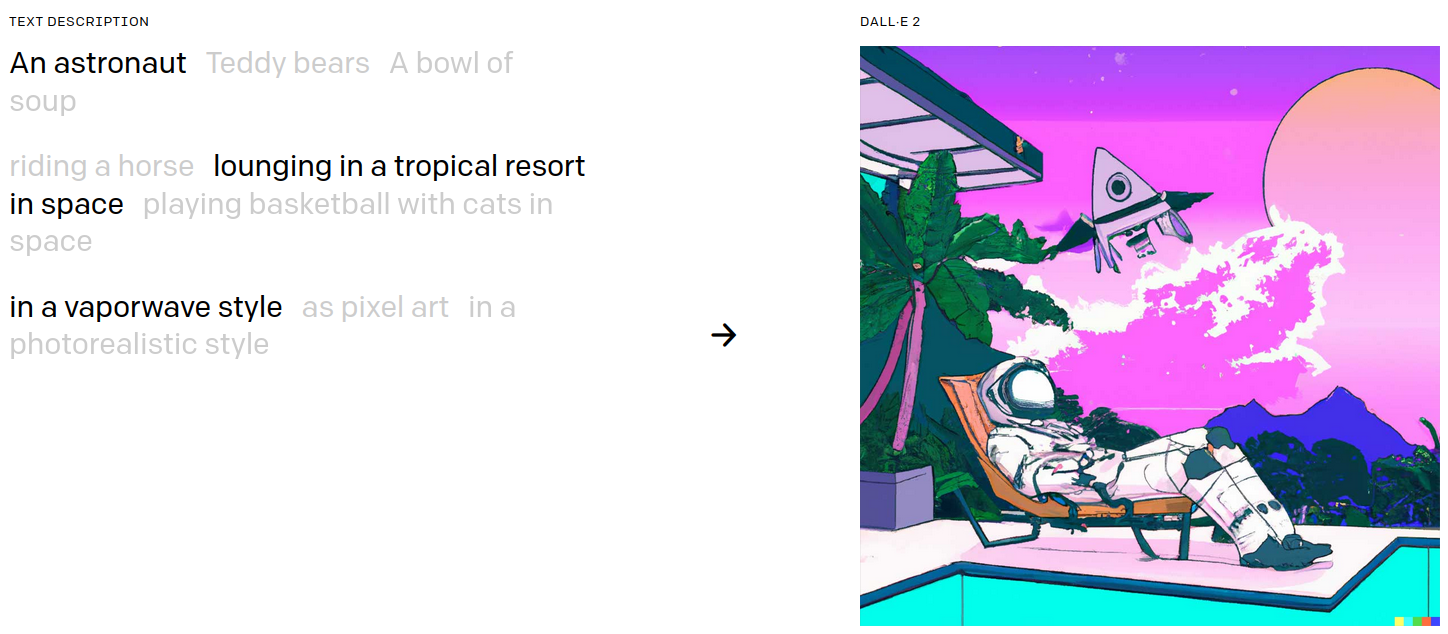 TEXT DESCRIPTION
DALL·E 2
An astronaut Teddy bears A bowl of
soup
riding a horse lounging in a tropical resort
in space playing basketball with cats in
space
in a vaporwave style as pixel art in a
photorealistic style